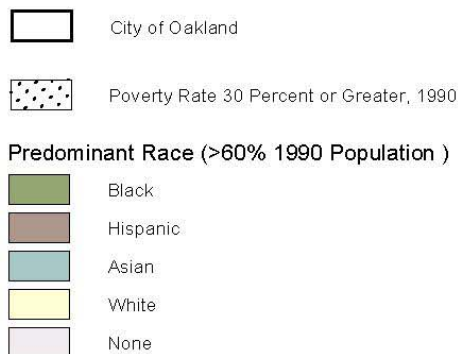 City of Oakland
Poverty Rate 30 Percent or Greater, 1990
Predominant Race (>60% 1990 Population )
Black
Hispanic
Asian
White
None